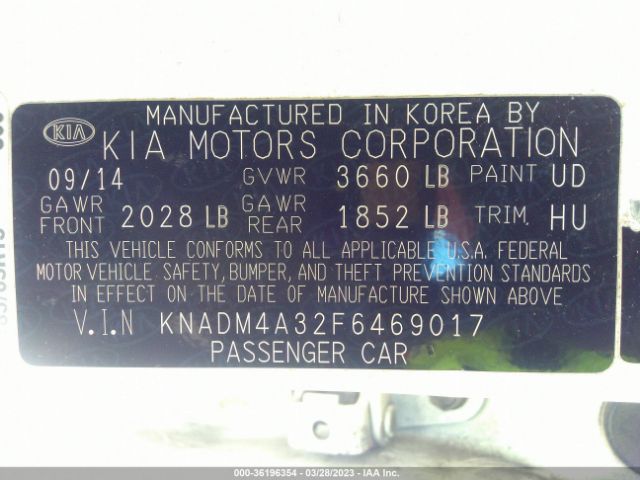 MANUFACTURED IN KOREA BY
KIA KIA MOTORS CORPORATION
09/14 GVWR 3660 LB PAINT UD
GAWR FRONT 2028 LB GAWR REAR 1852 LB TRIM. HU
THIS VEHICLE CONFORMS TO ALL APPLICABLE U.S.A. FEDERAL
MOTOR VEHICLE SAFETY, BUMPER, AND THEFT PREVENTION STANDARDS
IN EFFECT ON THE DATE OF MANUFACTURE SHOWN ABOVE
V.I.N KNADM4A32F6469017
PASSENGER CAR
000-36196354 - 03/28/2023 - IAA Holdings, LLC.